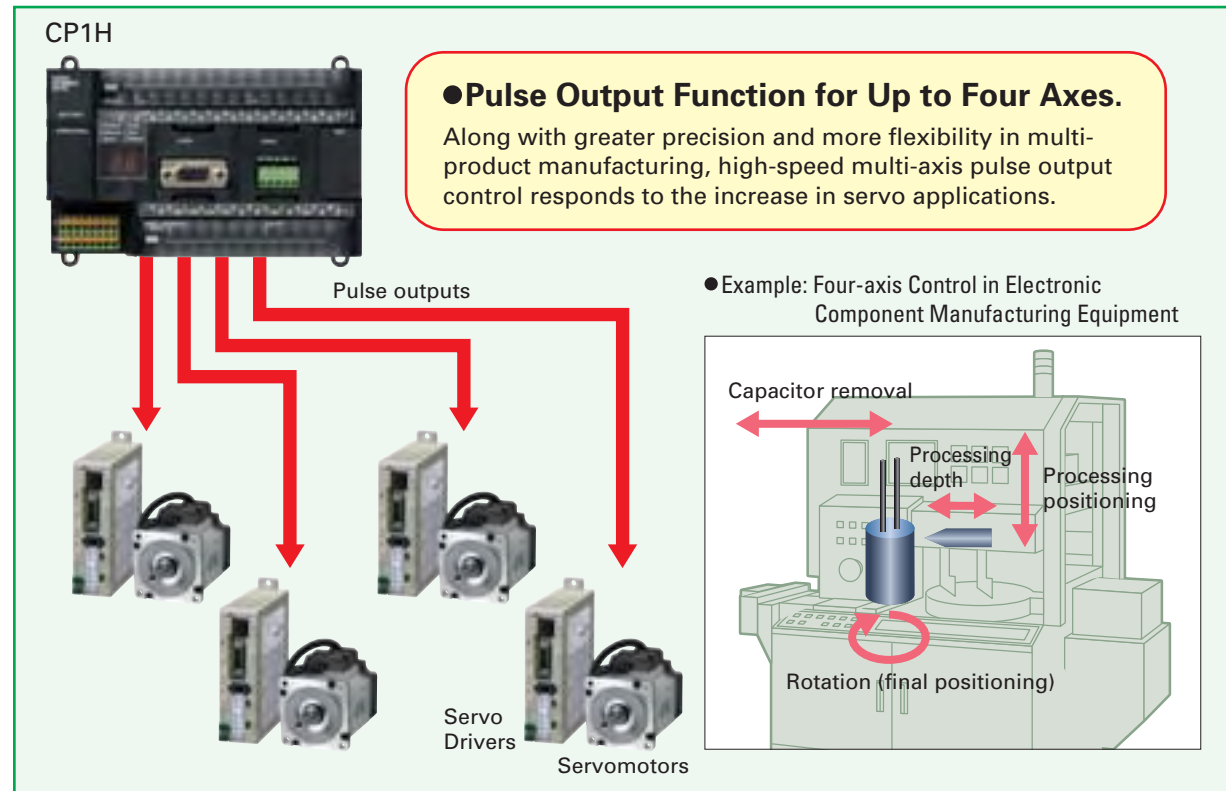 CP1H
●Pulse Output Function for Up to Four Axes.
Along with greater precision and more flexibility in multi-
product manufacturing, high-speed multi-axis pulse output
control responds to the increase in servo applications.
Pulse outputs
●Example: Four-axis Control in Electronic
Component Manufacturing Equipment
Capacitor removal
Processing
depth
Processing
positioning
Rotation (final positioning)
Servo
Drivers
Servomotors